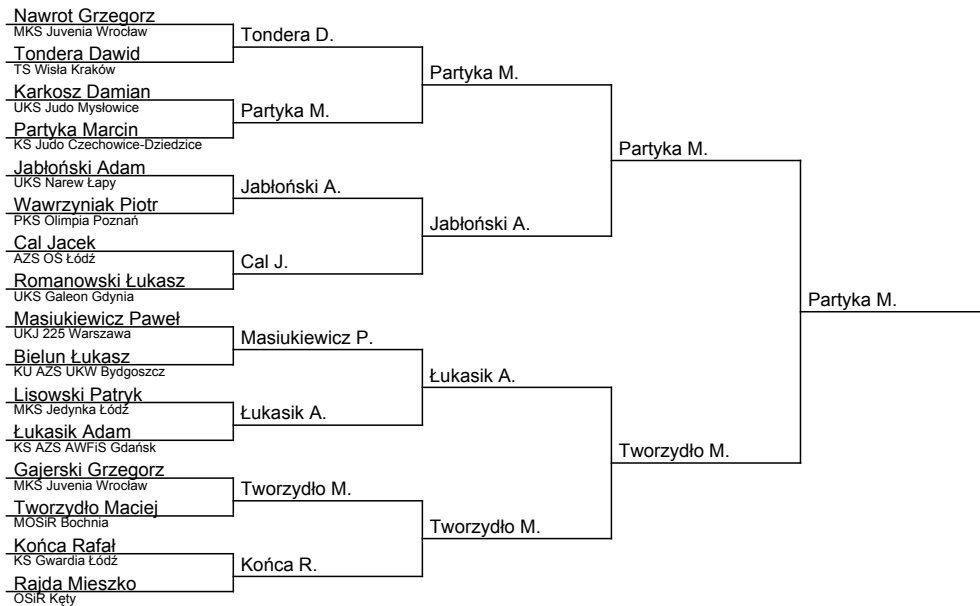 Nawrot Grzegorz
MKS Juvenia Wrocław
Tondera Dawid
TS Wisła Kraków
Karkosz Damian
UKS Judo Mysłowice
Partyka Marcin
KS Judo Czechowice-Dziedzice
Jabłoński Adam
UKS Narew Łapy
Wawrzyniak Piotr
PKS Olimpia Poznań
Cal Jacek
AZS OŚ Łódź
Romanowski Łukasz
UKS Galeon Gdynia
Masiukiewicz Paweł
UKJ 225 Warszawa
Bielun Łukasz
KU AZS UKW Bydgoszcz
Lisowski Patryk
MKS Jedynka Łódź
Łukasik Adam
KS AZS AWFiS Gdańsk
Gajerski Grzegorz
MKS Juvenia Wrocław
Tworzydło Maciej
MOSiR Bochnia
Końca Rafał
KS Gwardia Łódź
Rajda Mieszko
OSiR Kęty
Tondera D.
Partyka M.
Jabłoński A.
Cal J.
Masiukiewicz P.
Łukasik A.
Tworzydło M.
Końca R.
Partyka M.
Jabłoński A.
Łukasik A.
Tworzydło M.
Partyka M.
Tworzydło M.
Partyka M.